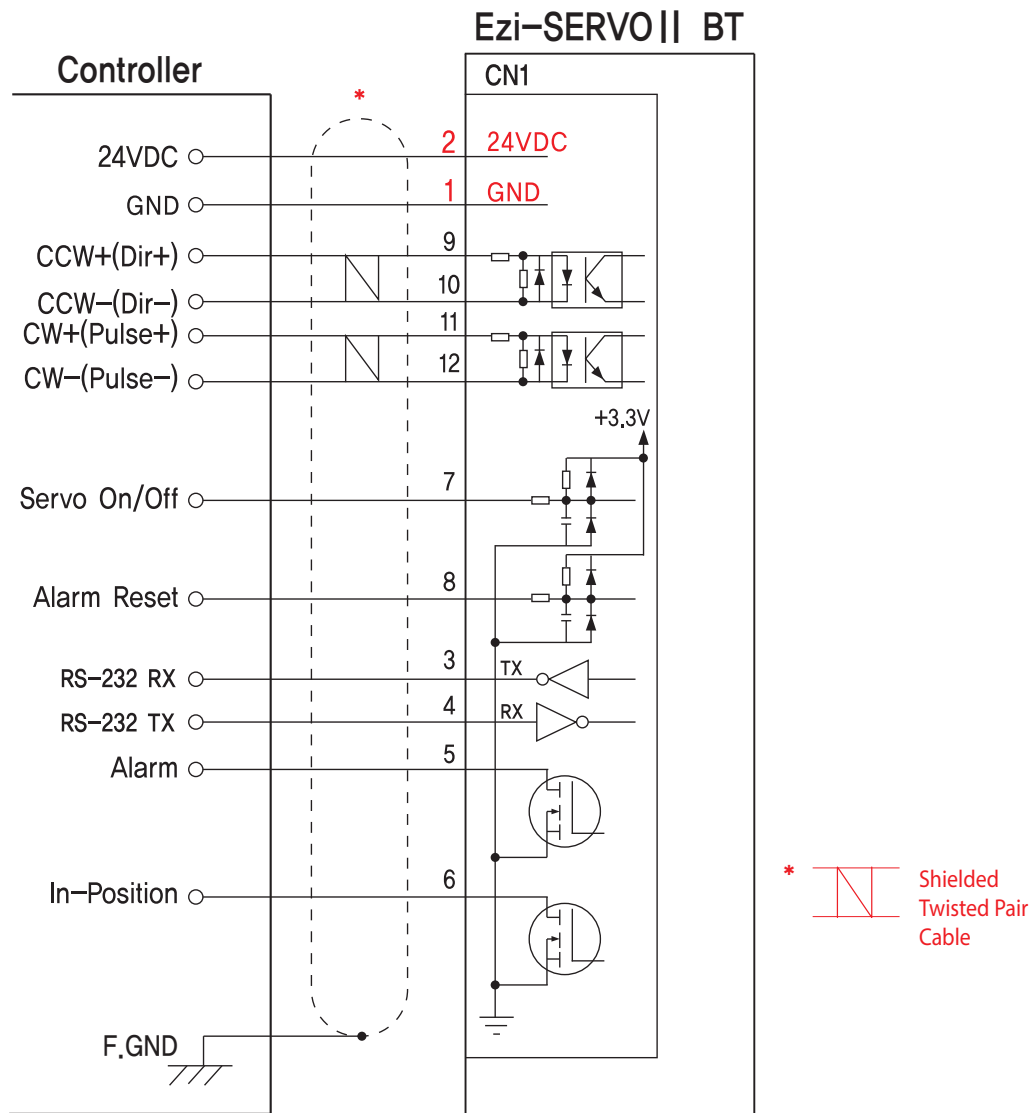 Ezi–SERVOII BT
Controller
CN1
*
24VDC
2
24VDC
GND
1
GND
CCW+(Dir+)
9
CCW–(Dir–)
10
CW+(Pulse+)
11
CW–(Pulse–)
12
+3.3V
Servo On/Off
7
Alarm Reset
8
RS–232 RX
3
TX
RS–232 TX
4
RX
Alarm
5
In–Position
6
* Shielded
Twisted Pair
Cable
F.GND